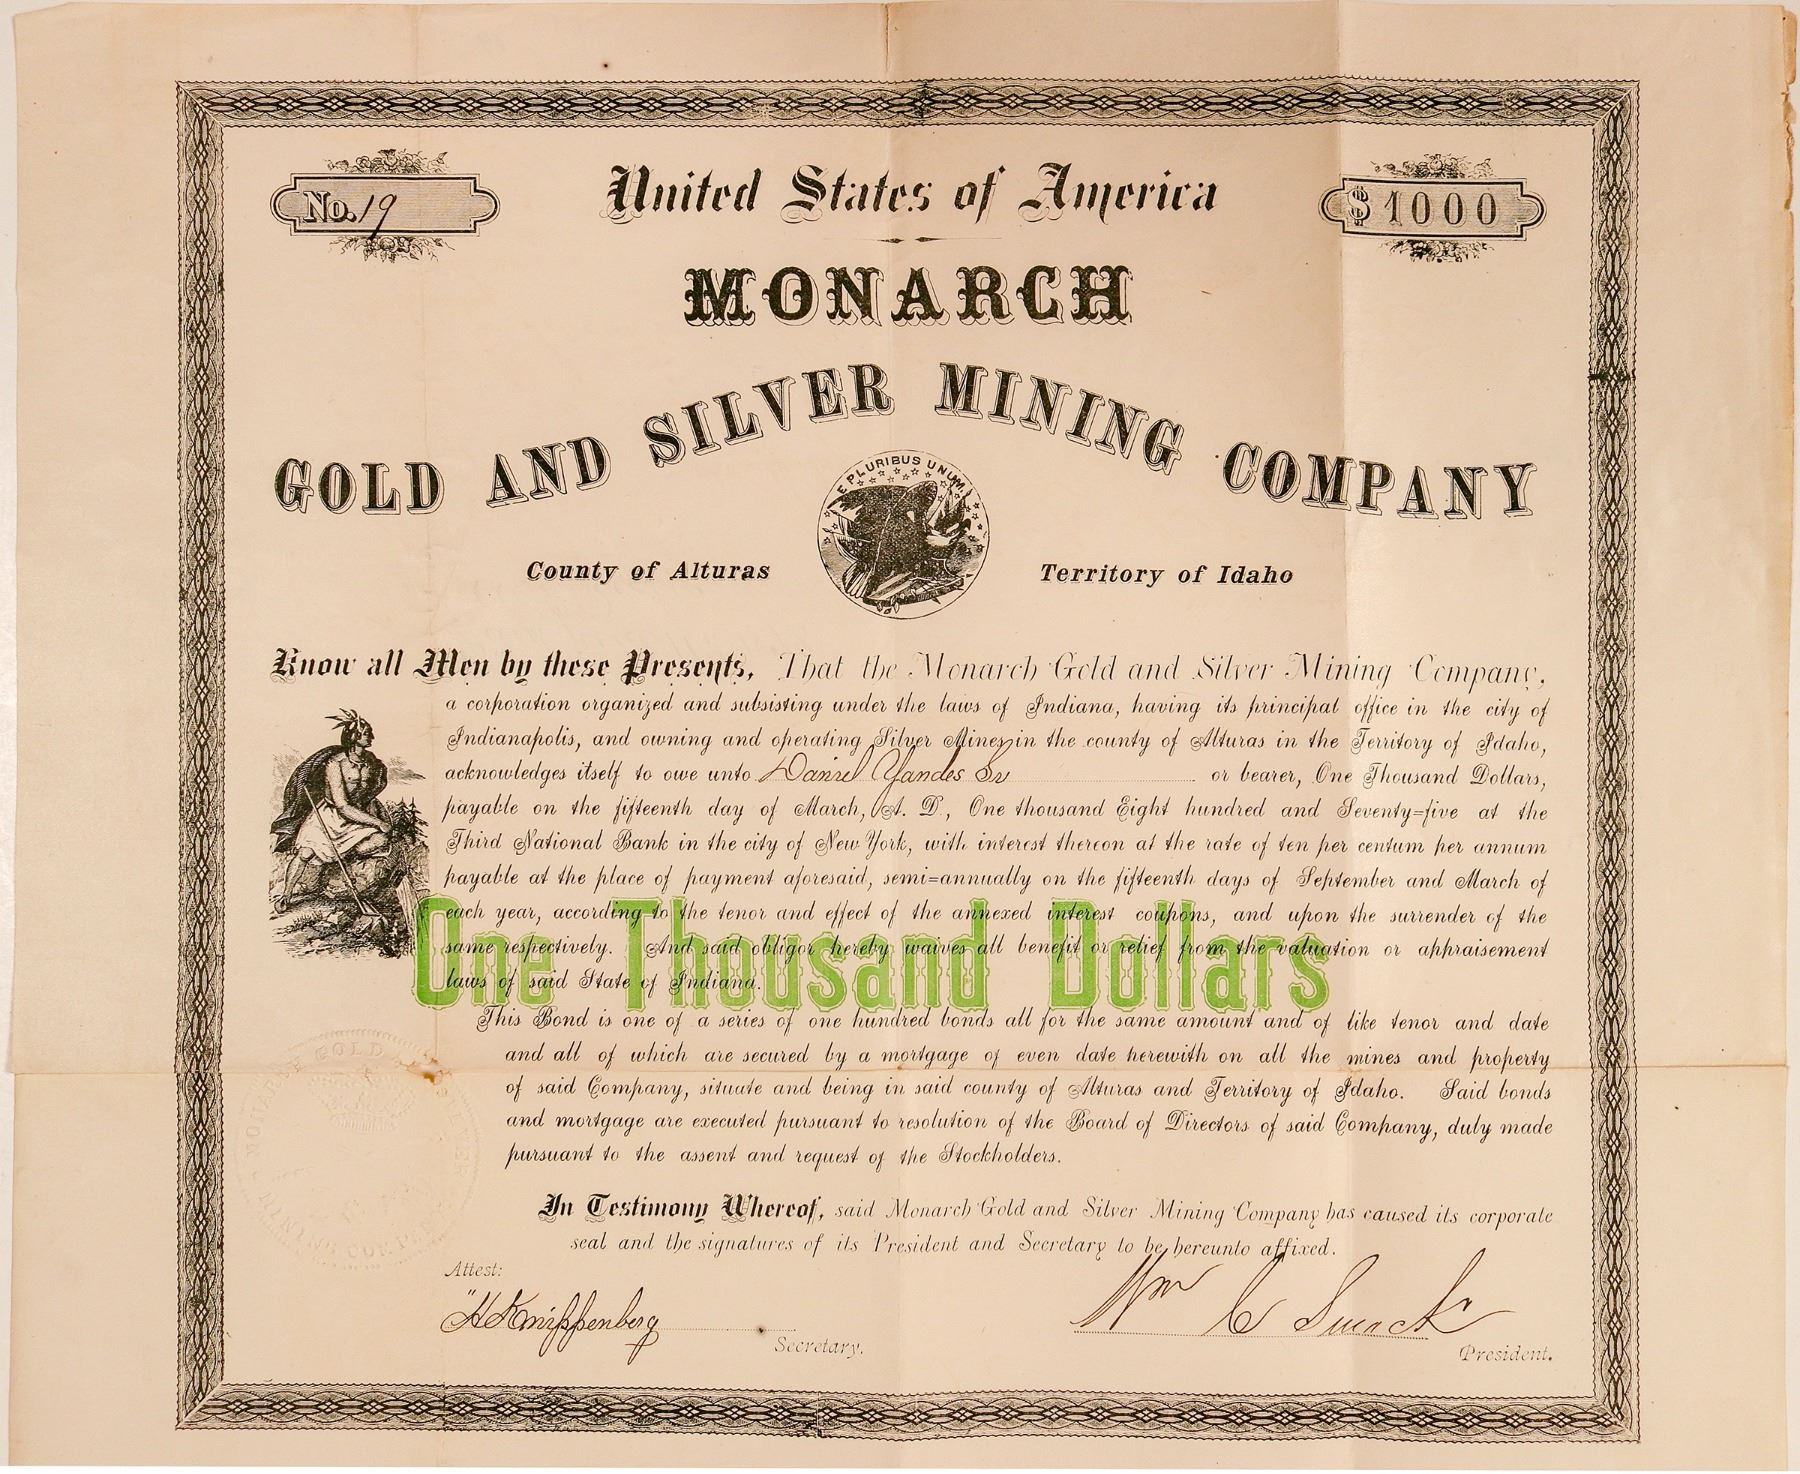 No. 19
United States of America
$1000
MONARCH
GOLD AND SILVER MINING COMPANY
E PLURIBUS UNUM
County of Alturas
Territory of Idaho
Know all Men by these Presents, That the Monarch Gold and Silver Mining Company,
a corporation organized and subsisting under the laws of Indiana, having its principal office in the city of
Indianapolis, and owning and operating Silver Mines in the county of Alturas in the Territory of Idaho,
acknowledges itself to owe unto Daniel Yandes Sr or bearer, One Thousand Dollars,
payable on the fifteenth day of March, A. D., One thousand Eight hundred and Seventy=five at the
Third National Bank in the city of New York, with interest thereon at the rate of ten per centum per annum
payable at the place of payment aforesaid, semi=annually on the fifteenth days of September and March of
each year, according to the tenor and effect of the annexed interest coupons, and upon the surrender of the
same respectively. And said obligor hereby waives all benefit or relief from the valuation or appraisement
laws of said State of Indiana.
One Thousand Dollars
This Bond is one of a series of one hundred bonds all for the same amount and of like tenor and date
and all of which are secured by a mortgage of even date herewith on all the mines and property
of said Company, situate and being in said county of Alturas and Territory of Idaho. Said bonds
and mortgage are executed pursuant to resolution of the Board of Directors of said Company, duly made
pursuant to the assent and request of the Stockholders.
In Testimony Whereof, said Monarch Gold and Silver Mining Company has caused its corporate
seal and the signatures of its President and Secretary to be hereunto affixed.
Attest:
H Knippenberg
Secretary.
Wm C Smock
President.
MONARCH GOLD
MINING